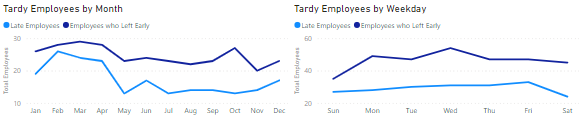 Tardy Employees by Month
Late Employees Employees who Left Early
Total Employees
30
20
10
Jan Feb Mar Apr May Jun Jul Aug Sep Oct Nov Dec
Tardy Employees by Weekday
Late Employees Employees who Left Early
Total Employees
60
40
20
Sun Mon Tue Wed Thu Fri Sat